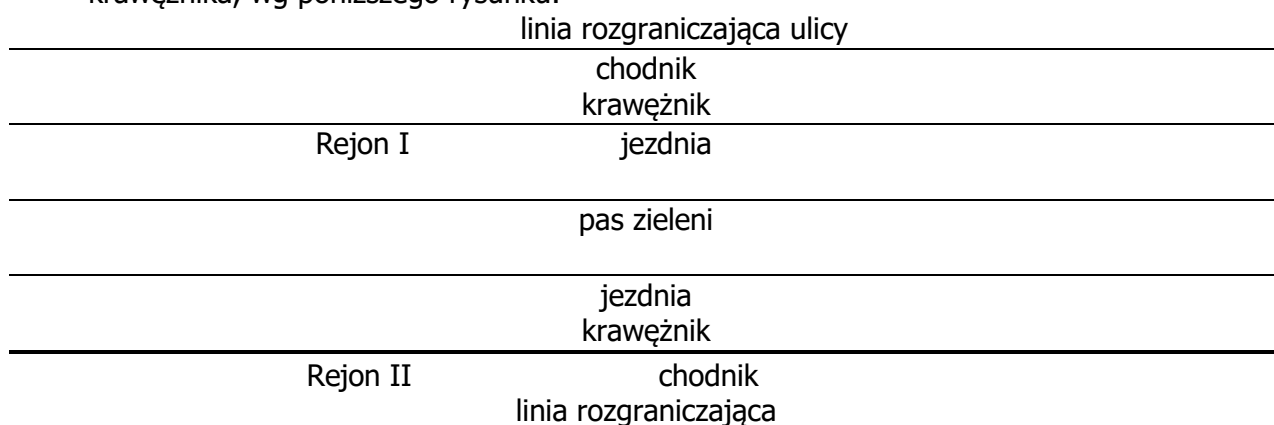 linia rozgraniczająca ulicy
chodnik
krawężnik
Rejon I jezdnia
pas zieleni
jezdnia
krawężnik
Rejon II chodnik
linia rozgraniczająca